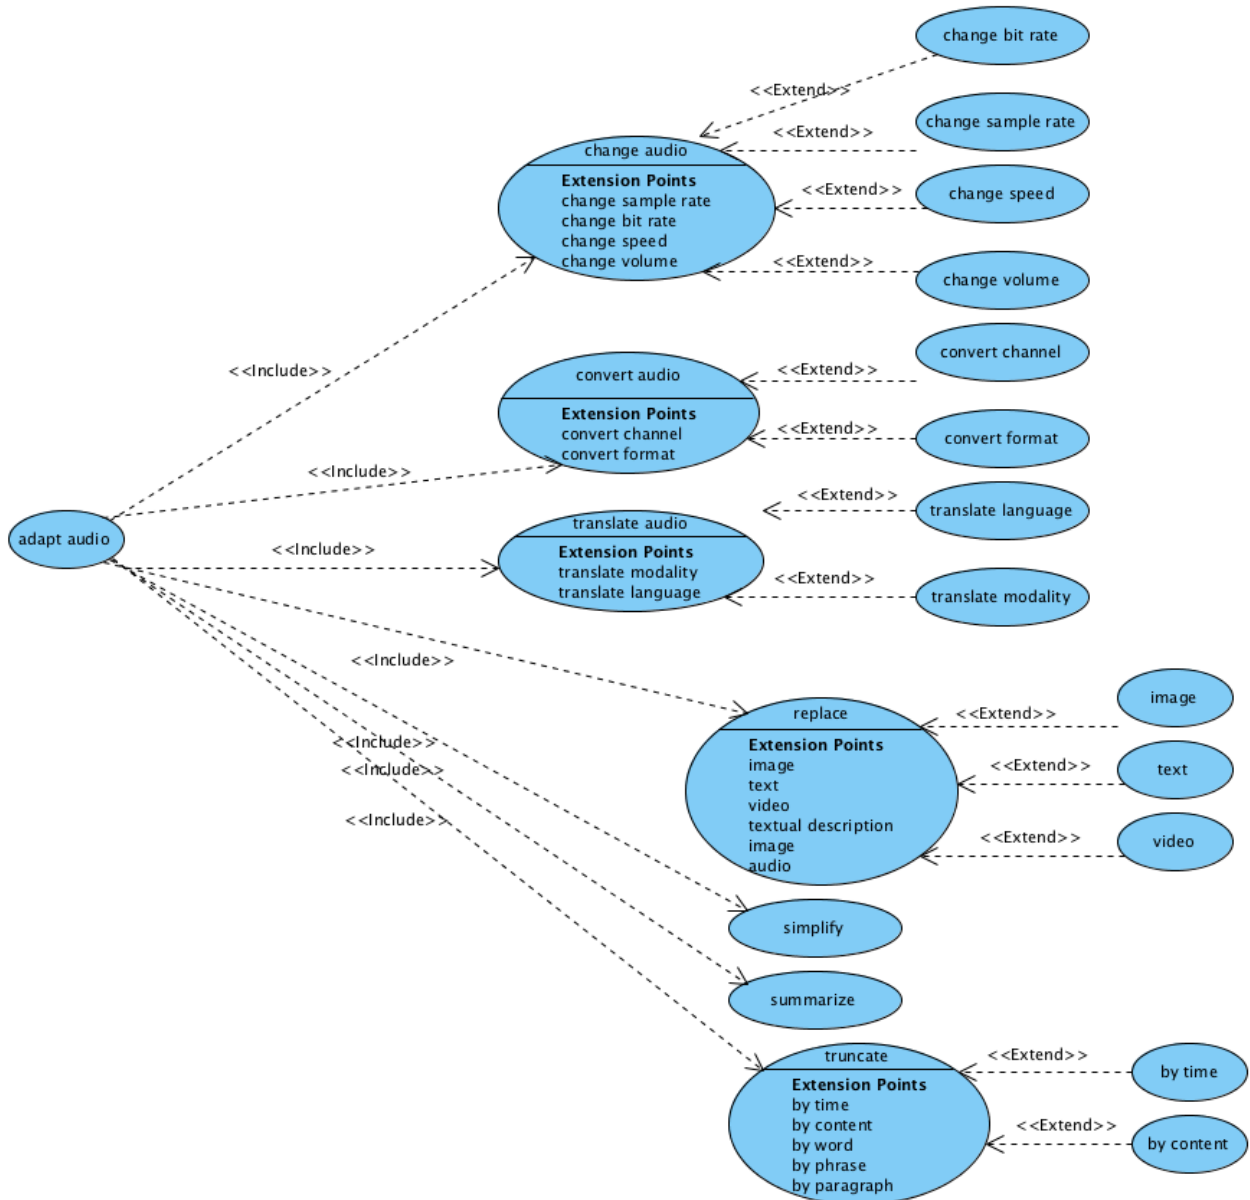 change bit rate
<<Extend>>
change sample rate
<<Extend>>
change audio
Extension Points
change sample rate
change bit rate
change speed
change volume
<<Extend>>
change speed
<<Extend>>
change volume
<<Include>>
convert audio
Extension Points
convert channel
convert format
<<Extend>>
convert channel
<<Extend>>
convert format
<<Include>>
adapt audio
<<Include>>
translate audio
Extension Points
translate modality
translate language
<<Extend>>
translate language
<<Extend>>
translate modality
<<Include>>
replace
Extension Points
image
text
video
textual description
image
audio
<<Extend>>
image
<<Extend>>
text
<<Extend>>
video
<<Include>>
<<Include>>
<<Include>>
simplify
summarize
truncate
Extension Points
by time
by content
by word
by phrase
by paragraph
<<Extend>>
by time
<<Extend>>
by content